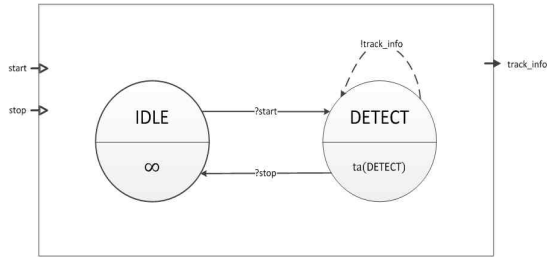 !track_info
start
track_info
stop
IDLE
?start
DETECT
∞
?stop
ta(DETECT)